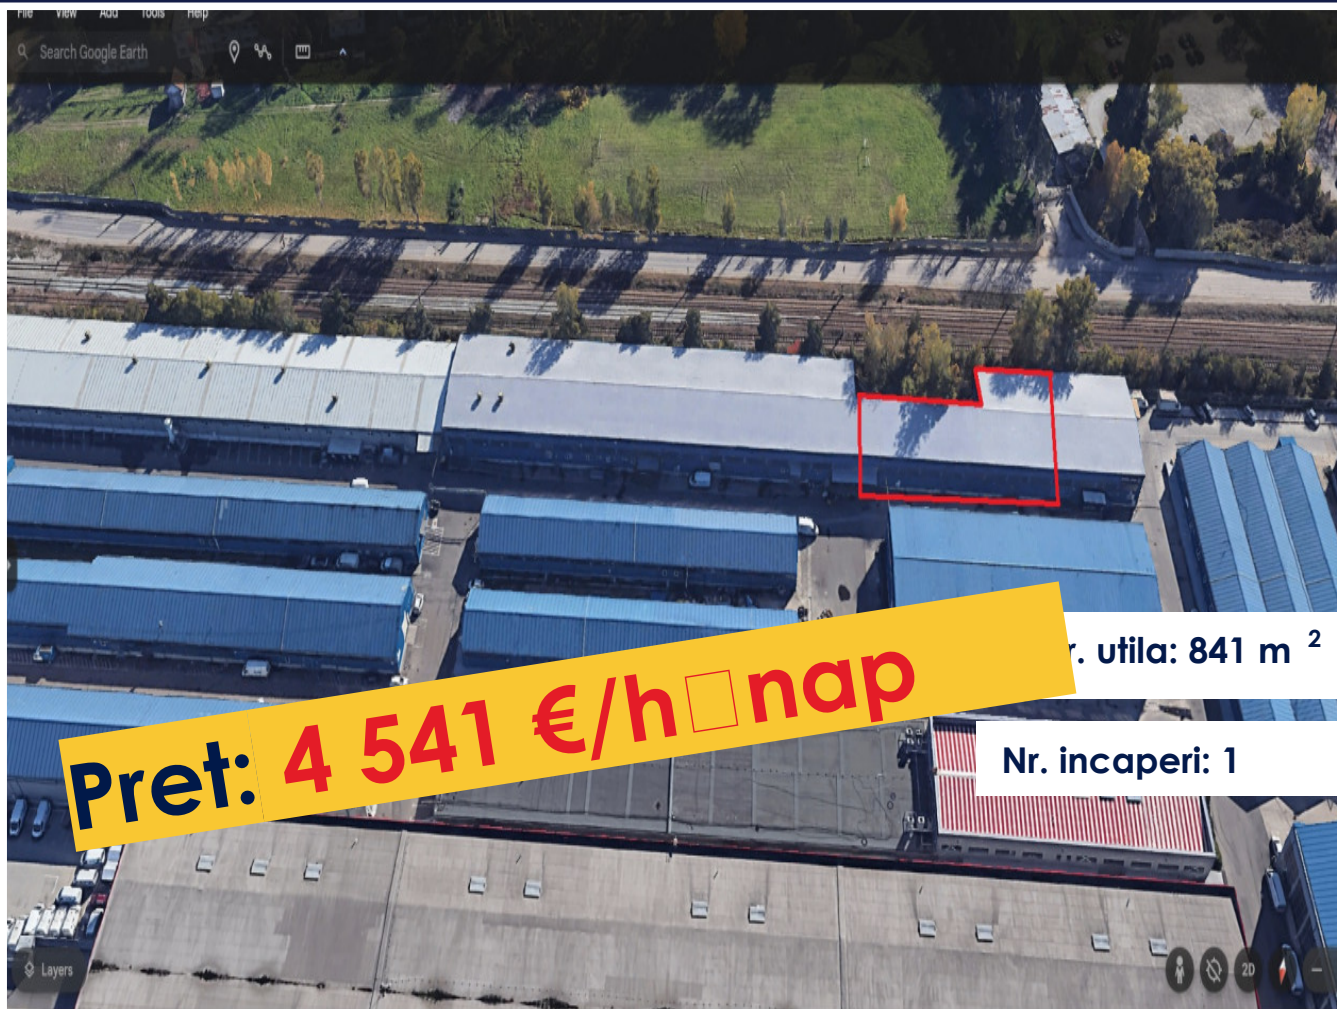 File View Add Tools Help
Search Google Earth
r. utila: 841 m ²
Pret: 4 541 €/h□nap
Nr. incaperi: 1
Layers
2D